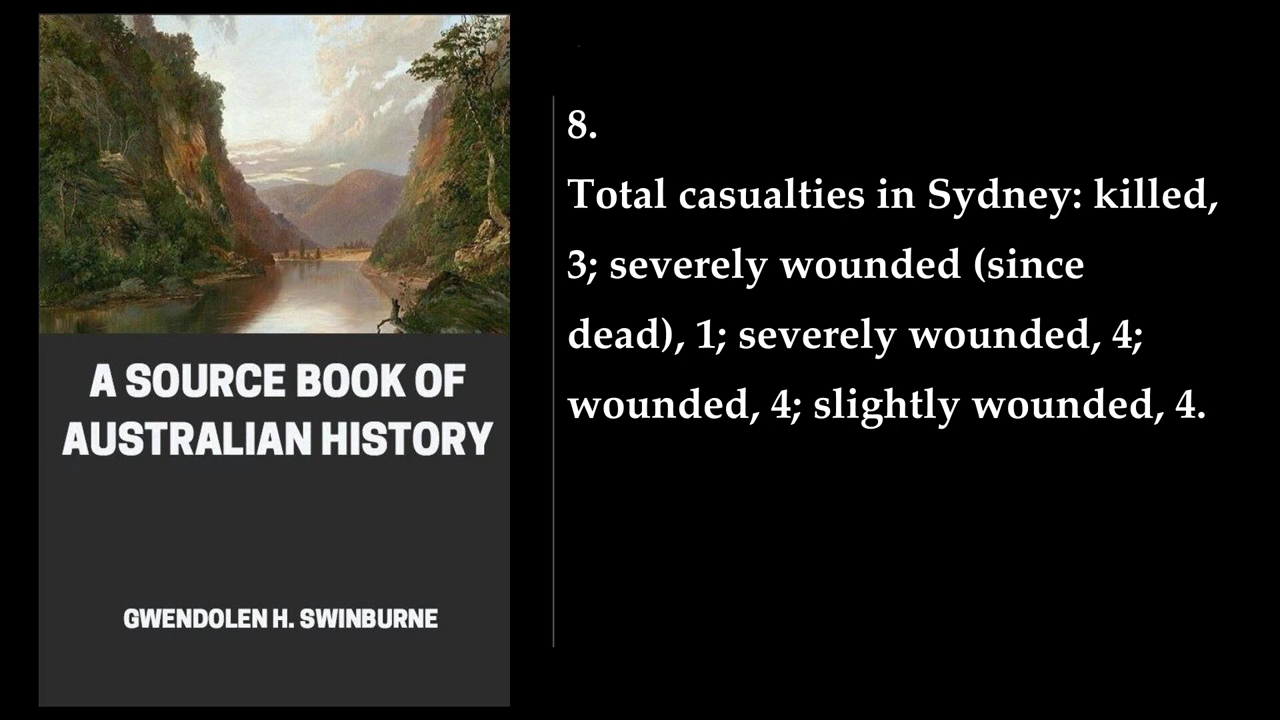 A SOURCE BOOK OF
AUSTRALIAN HISTORY
GWENDOLEN H. SWINBURNE
8.
Total casualties in Sydney: killed,
3; severely wounded (since
dead), 1; severely wounded, 4;
wounded, 4; slightly wounded, 4.